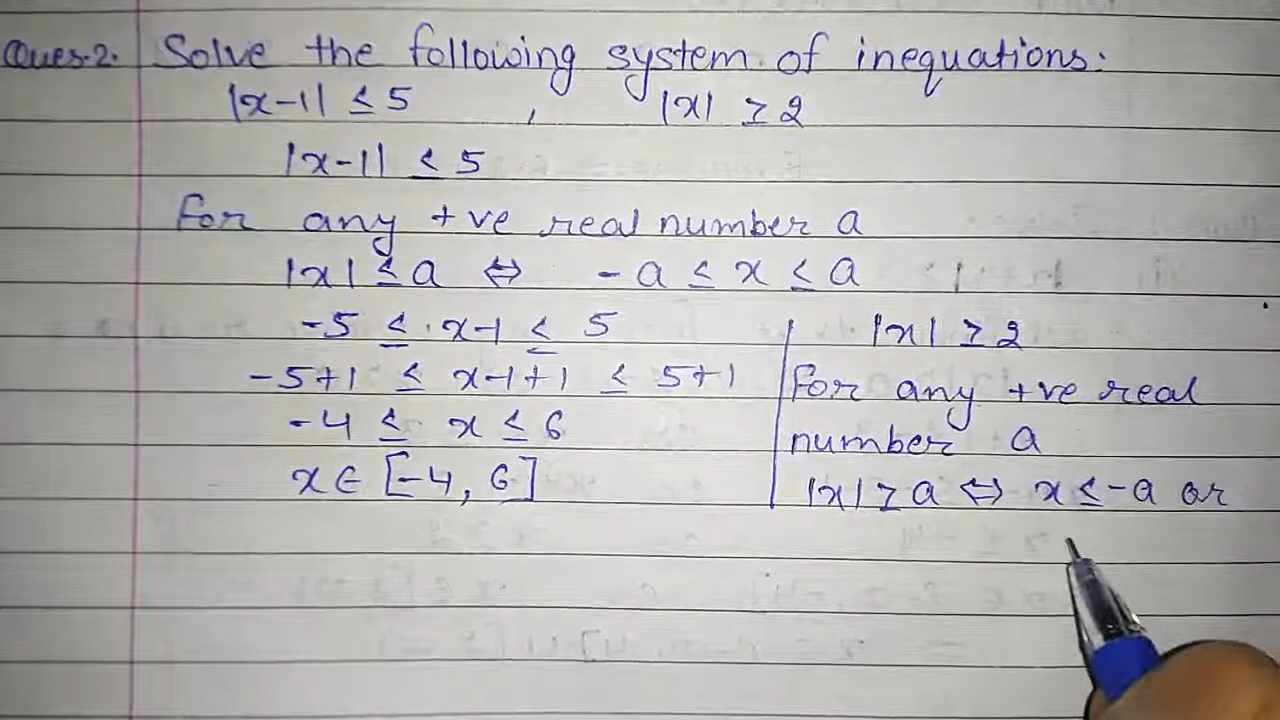 Ques.2. Solve the following system of inequations.
|x-1| ≤ 5 , |x| ≥ 2
|x-1| ≤ 5
For any +ve real number a
|x| ≤ a ⇔ -a ≤ x ≤ a
-5 ≤ x-1 ≤ 5
-5+1 ≤ x-1+1 ≤ 5+1
-4 ≤ x ≤ 6
x ∈ [-4, 6]
|x| ≥ 2
For any +ve real
number a
|x| ≥ a ⇔ x ≤ -a or